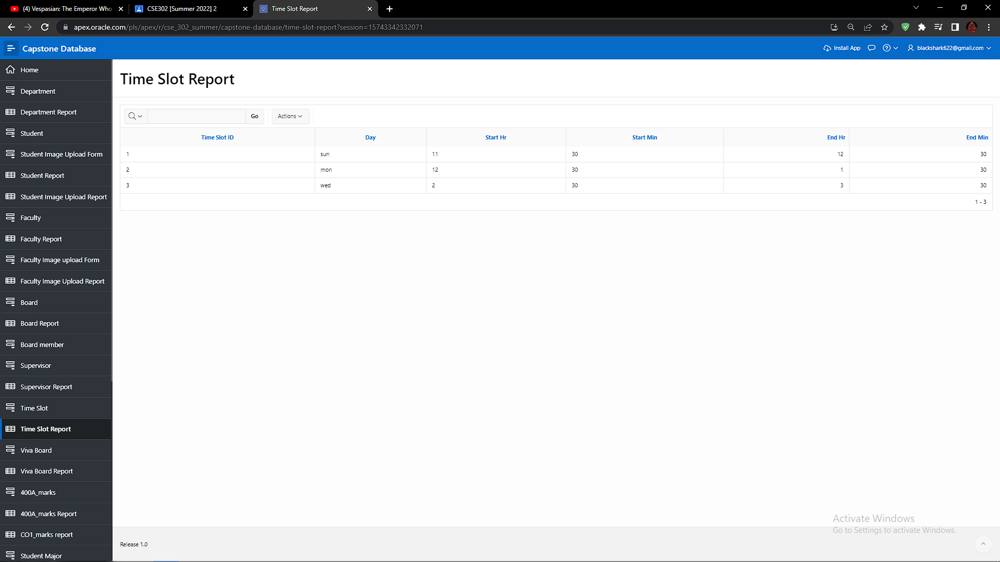 (4) Vespasian: The Emperor Who
CSE302 [Summer 2022] 2
Time Slot Report
apex.oracle.com/pls/apex/r/cse_302_summer/capstone-database/time-slot-report?session=15743342332071
Capstone Database
Install App
blackshark622@gmail.com
Home
Department
Department Report
Student
Student Image Upload Form
Student Report
Student Image Upload Report
Faculty
Faculty Report
Faculty Image upload Form
Faculty Image Upload Report
Board
Board Report
Board member
Supervisor
Supervisor Report
Time Slot
Time Slot Report
Viva Board
Viva Board Report
400A_marks
400A_marks Report
CO1_marks report
Student Major
Time Slot Report
Go Actions
Time Slot ID Day Start Hr Start Min End Hr End Min
1 sun 11 30 12 30
2 mon 12 30 1 30
3 wed 2 30 3 30
1 - 3
Activate Windows
Go to Settings to activate Windows.
Release 1.0